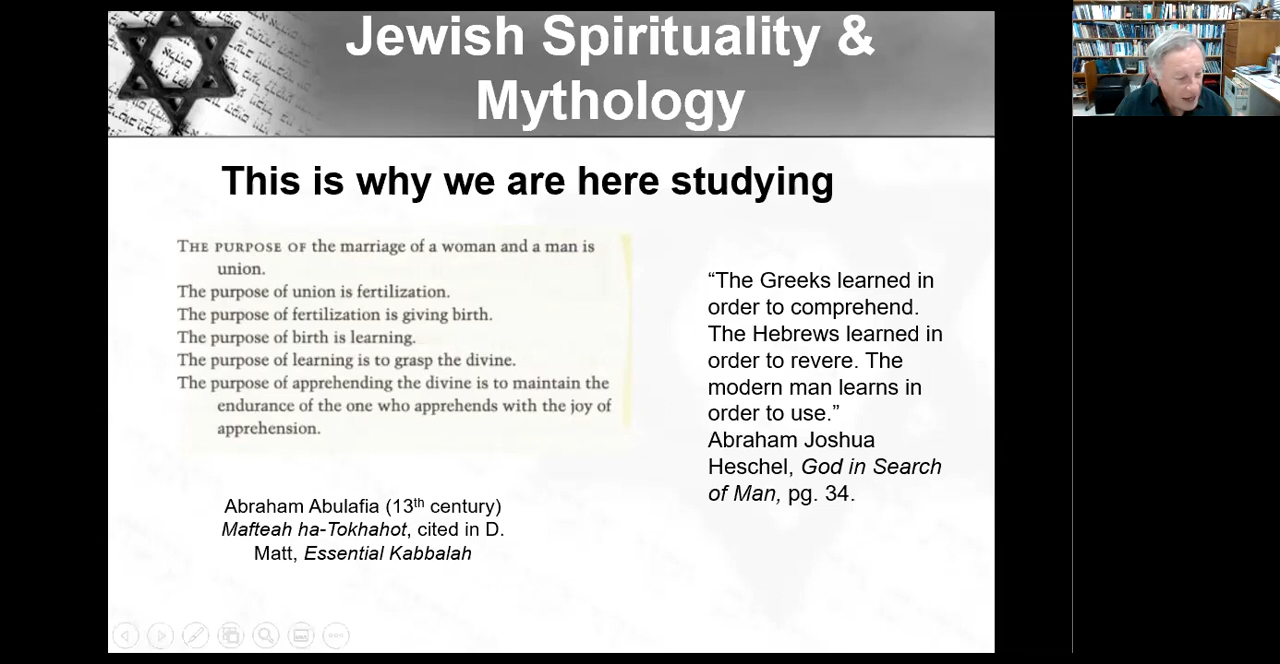 Jewish Spirituality &
Mythology
This is why we are here studying
THE PURPOSE OF the marriage of a woman and a man is
union.
The purpose of union is fertilization.
The purpose of fertilization is giving birth.
The purpose of birth is learning.
The purpose of learning is to grasp the divine.
The purpose of apprehending the divine is to maintain the
endurance of the one who apprehends with the joy of
apprehension.
Abraham Abulafia (13th century)
Mafteah ha-Tokhahot, cited in D.
Matt, Essential Kabbalah
“The Greeks learned in
order to comprehend.
The Hebrews learned in
order to revere. The
modern man learns in
order to use.”
Abraham Joshua
Heschel, God in Search
of Man, pg. 34.